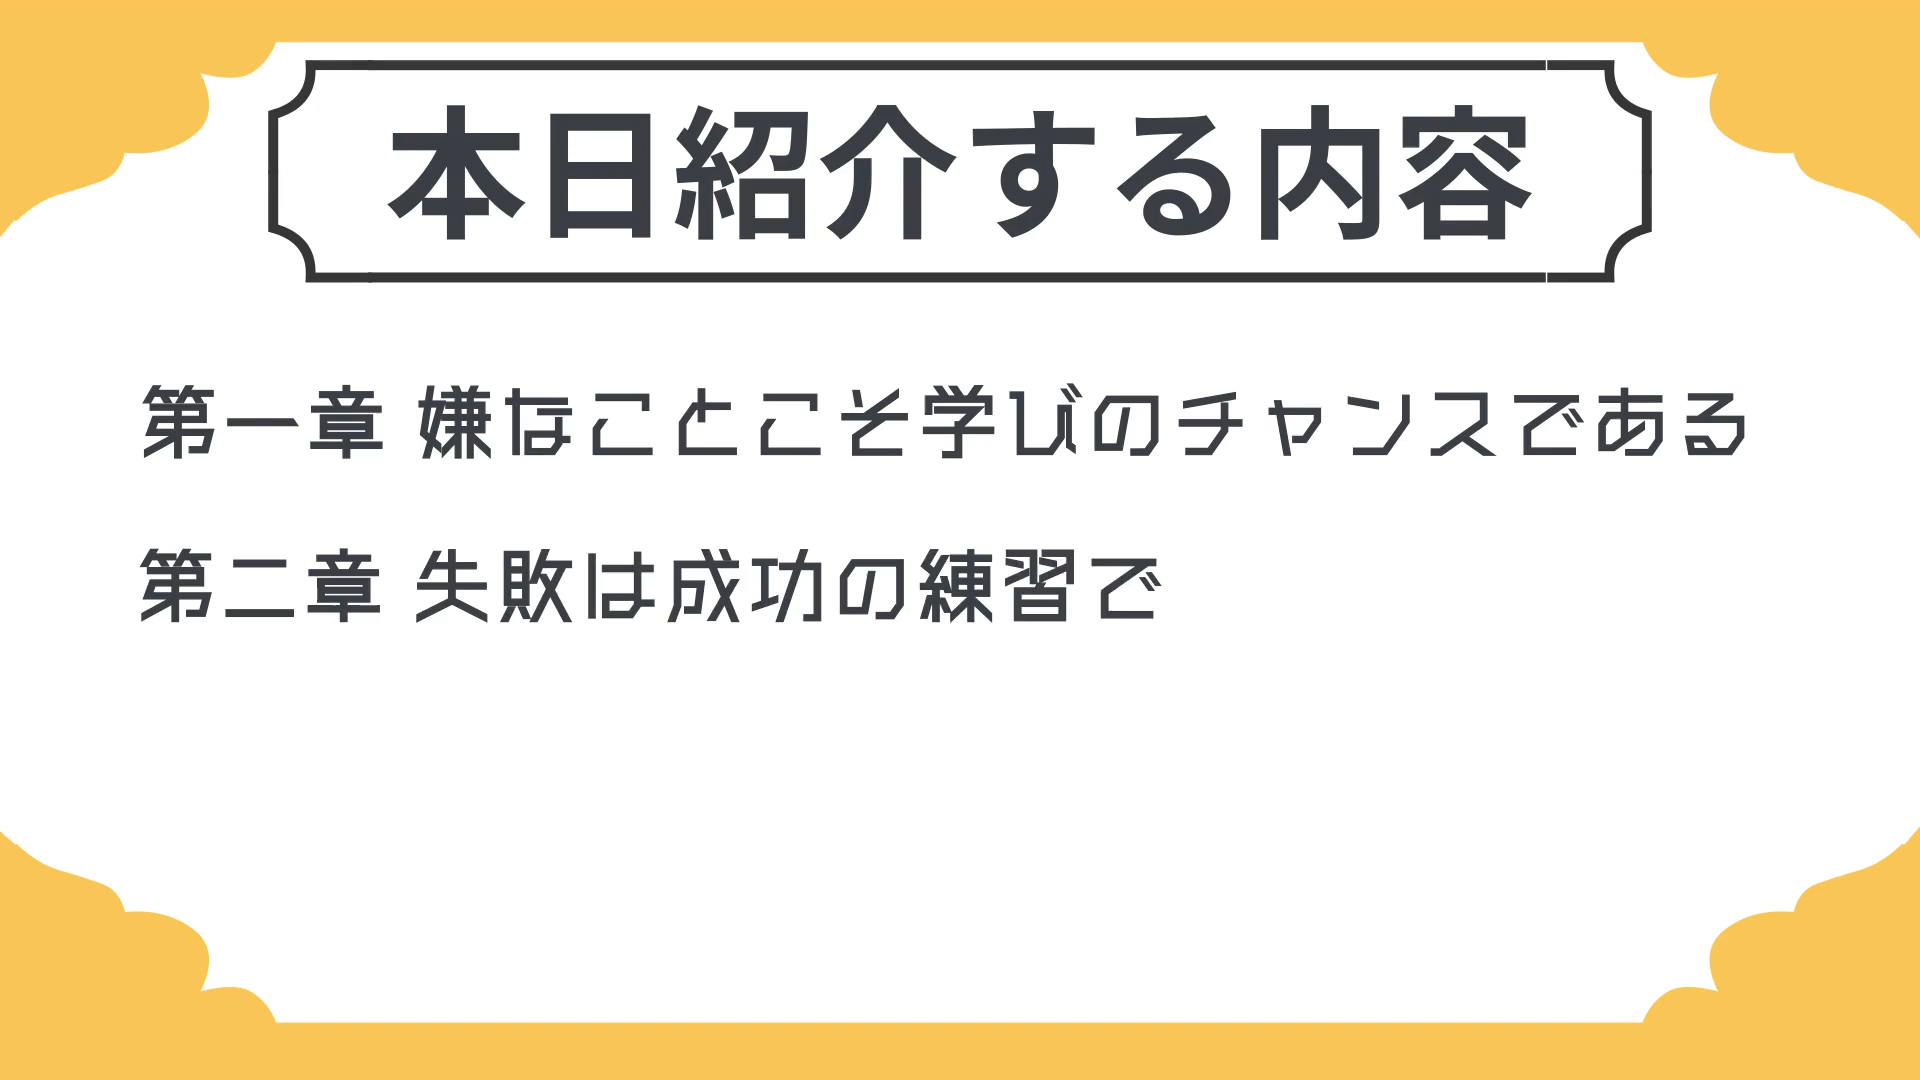 本日紹介する内容
第一章 嫌なことこそ学びのチャンスである
第二章 失敗は成功の練習で